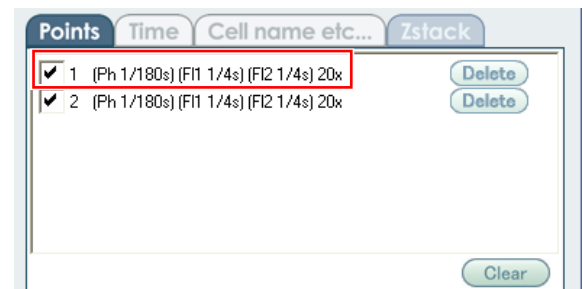 Points Time Cell name etc... Zstack
1 (Ph 1/180s) (Fl1 1/4s) (Fl2 1/4s) 20x Delete
2 (Ph 1/180s) (Fl1 1/4s) (Fl2 1/4s) 20x Delete
Clear